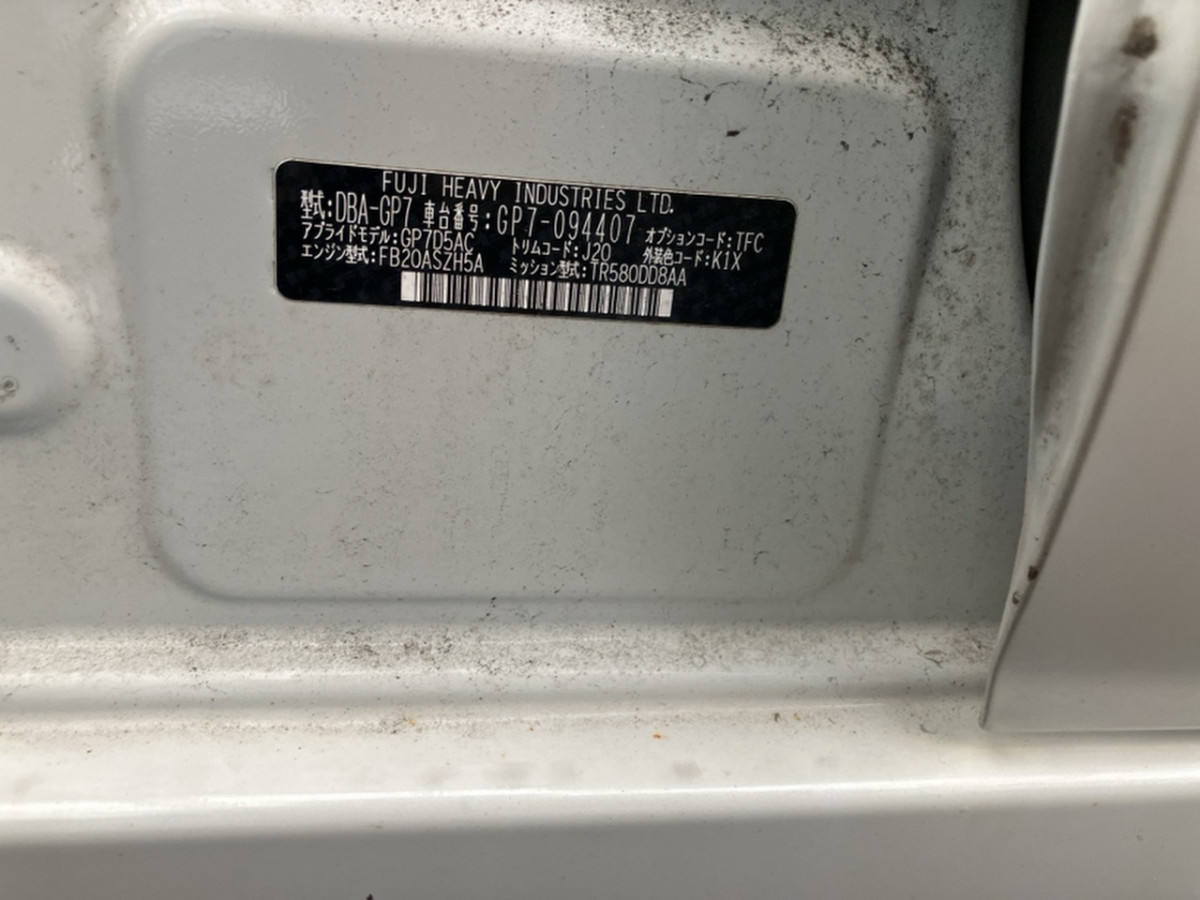 FUJI HEAVY INDUSTRIES LTD.
型式:DBA-GP7 車台番号:GP7-094407 オプションコード:TFC
アプライドモデル:GP7D5AC トリムコード:J20 外装色コード:K1X
エンジン型式:FB20ASZH5A ミッション型式:TR580DD8AA